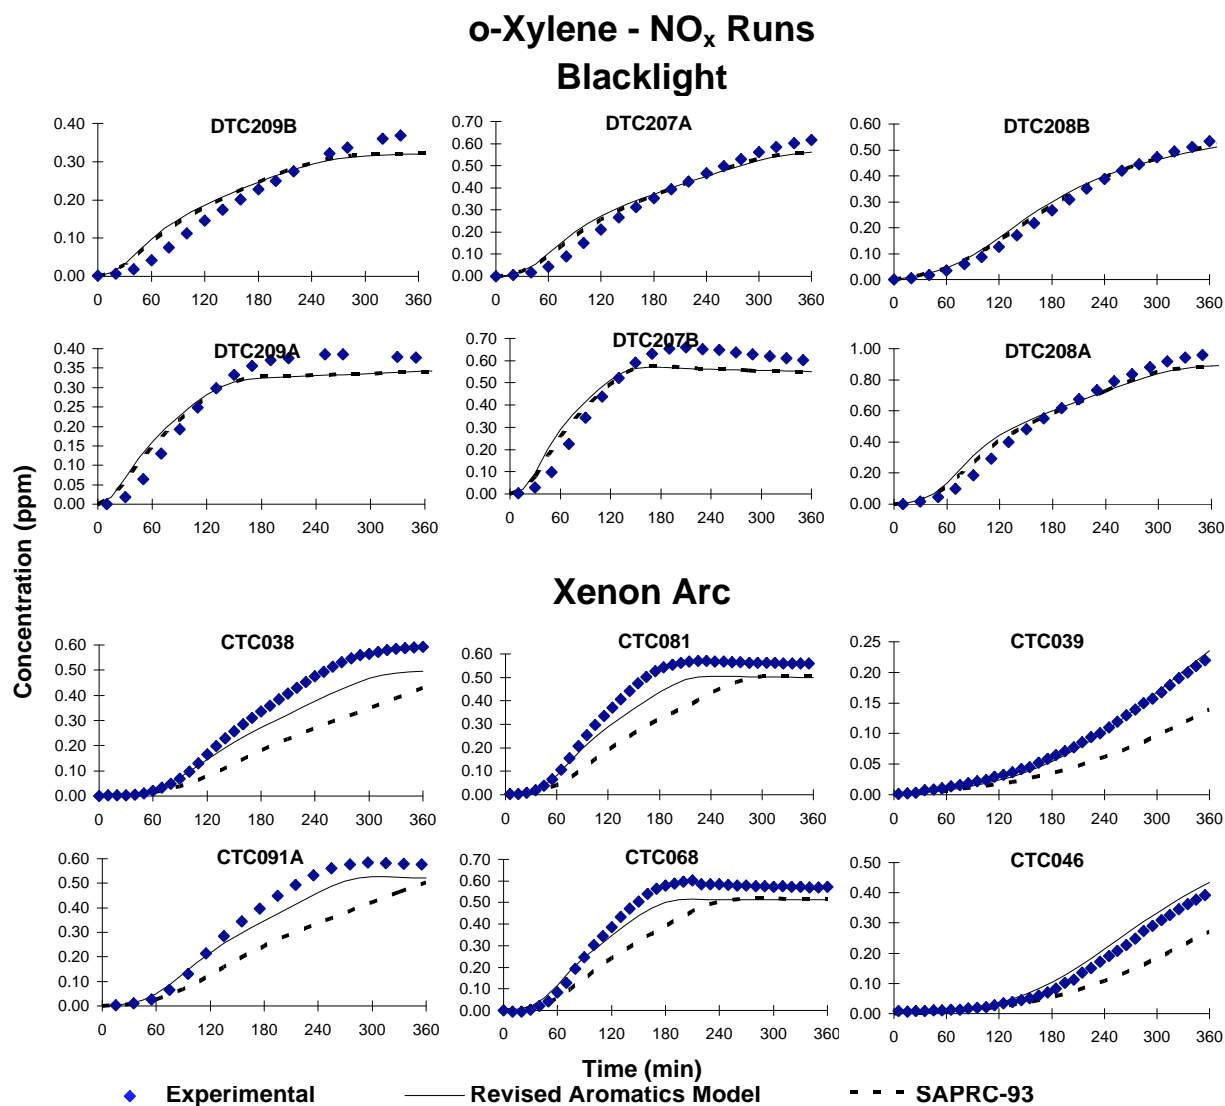 o-Xylene - NOx Runs
Blacklight
DTC209B
0.40
0.30
0.20
0.10
0.00
0 60 120 180 240 300 360
DTC207A
0.70
0.60
0.50
0.40
0.30
0.20
0.10
0.00
0 60 120 180 240 300 360
DTC208B
0.60
0.50
0.40
0.30
0.20
0.10
0.00
0 60 120 180 240 300 360
DTC209A
0.40
0.35
0.30
0.25
0.20
0.15
0.10
0.05
0.00
0 60 120 180 240 300 360
DTC207B
0.70
0.60
0.50
0.40
0.30
0.20
0.10
0.00
0 60 120 180 240 300 360
DTC208A
1.00
0.80
0.60
0.40
0.20
0.00
0 60 120 180 240 300 360
Concentration (ppm)
Xenon Arc
CTC038
0.60
0.50
0.40
0.30
0.20
0.10
0.00
0 60 120 180 240 300 360
CTC081
0.60
0.50
0.40
0.30
0.20
0.10
0.00
0 60 120 180 240 300 360
CTC039
0.25
0.20
0.15
0.10
0.05
0.00
0 60 120 180 240 300 360
CTC091A
0.60
0.50
0.40
0.30
0.20
0.10
0.00
0 60 120 180 240 300 360
CTC068
0.70
0.60
0.50
0.40
0.30
0.20
0.10
0.00
0 60 120 180 240 300 360
CTC046
0.50
0.40
0.30
0.20
0.10
0.00
0 60 120 180 240 300 360
Time (min)
Experimental Revised Aromatics Model SAPRC-93